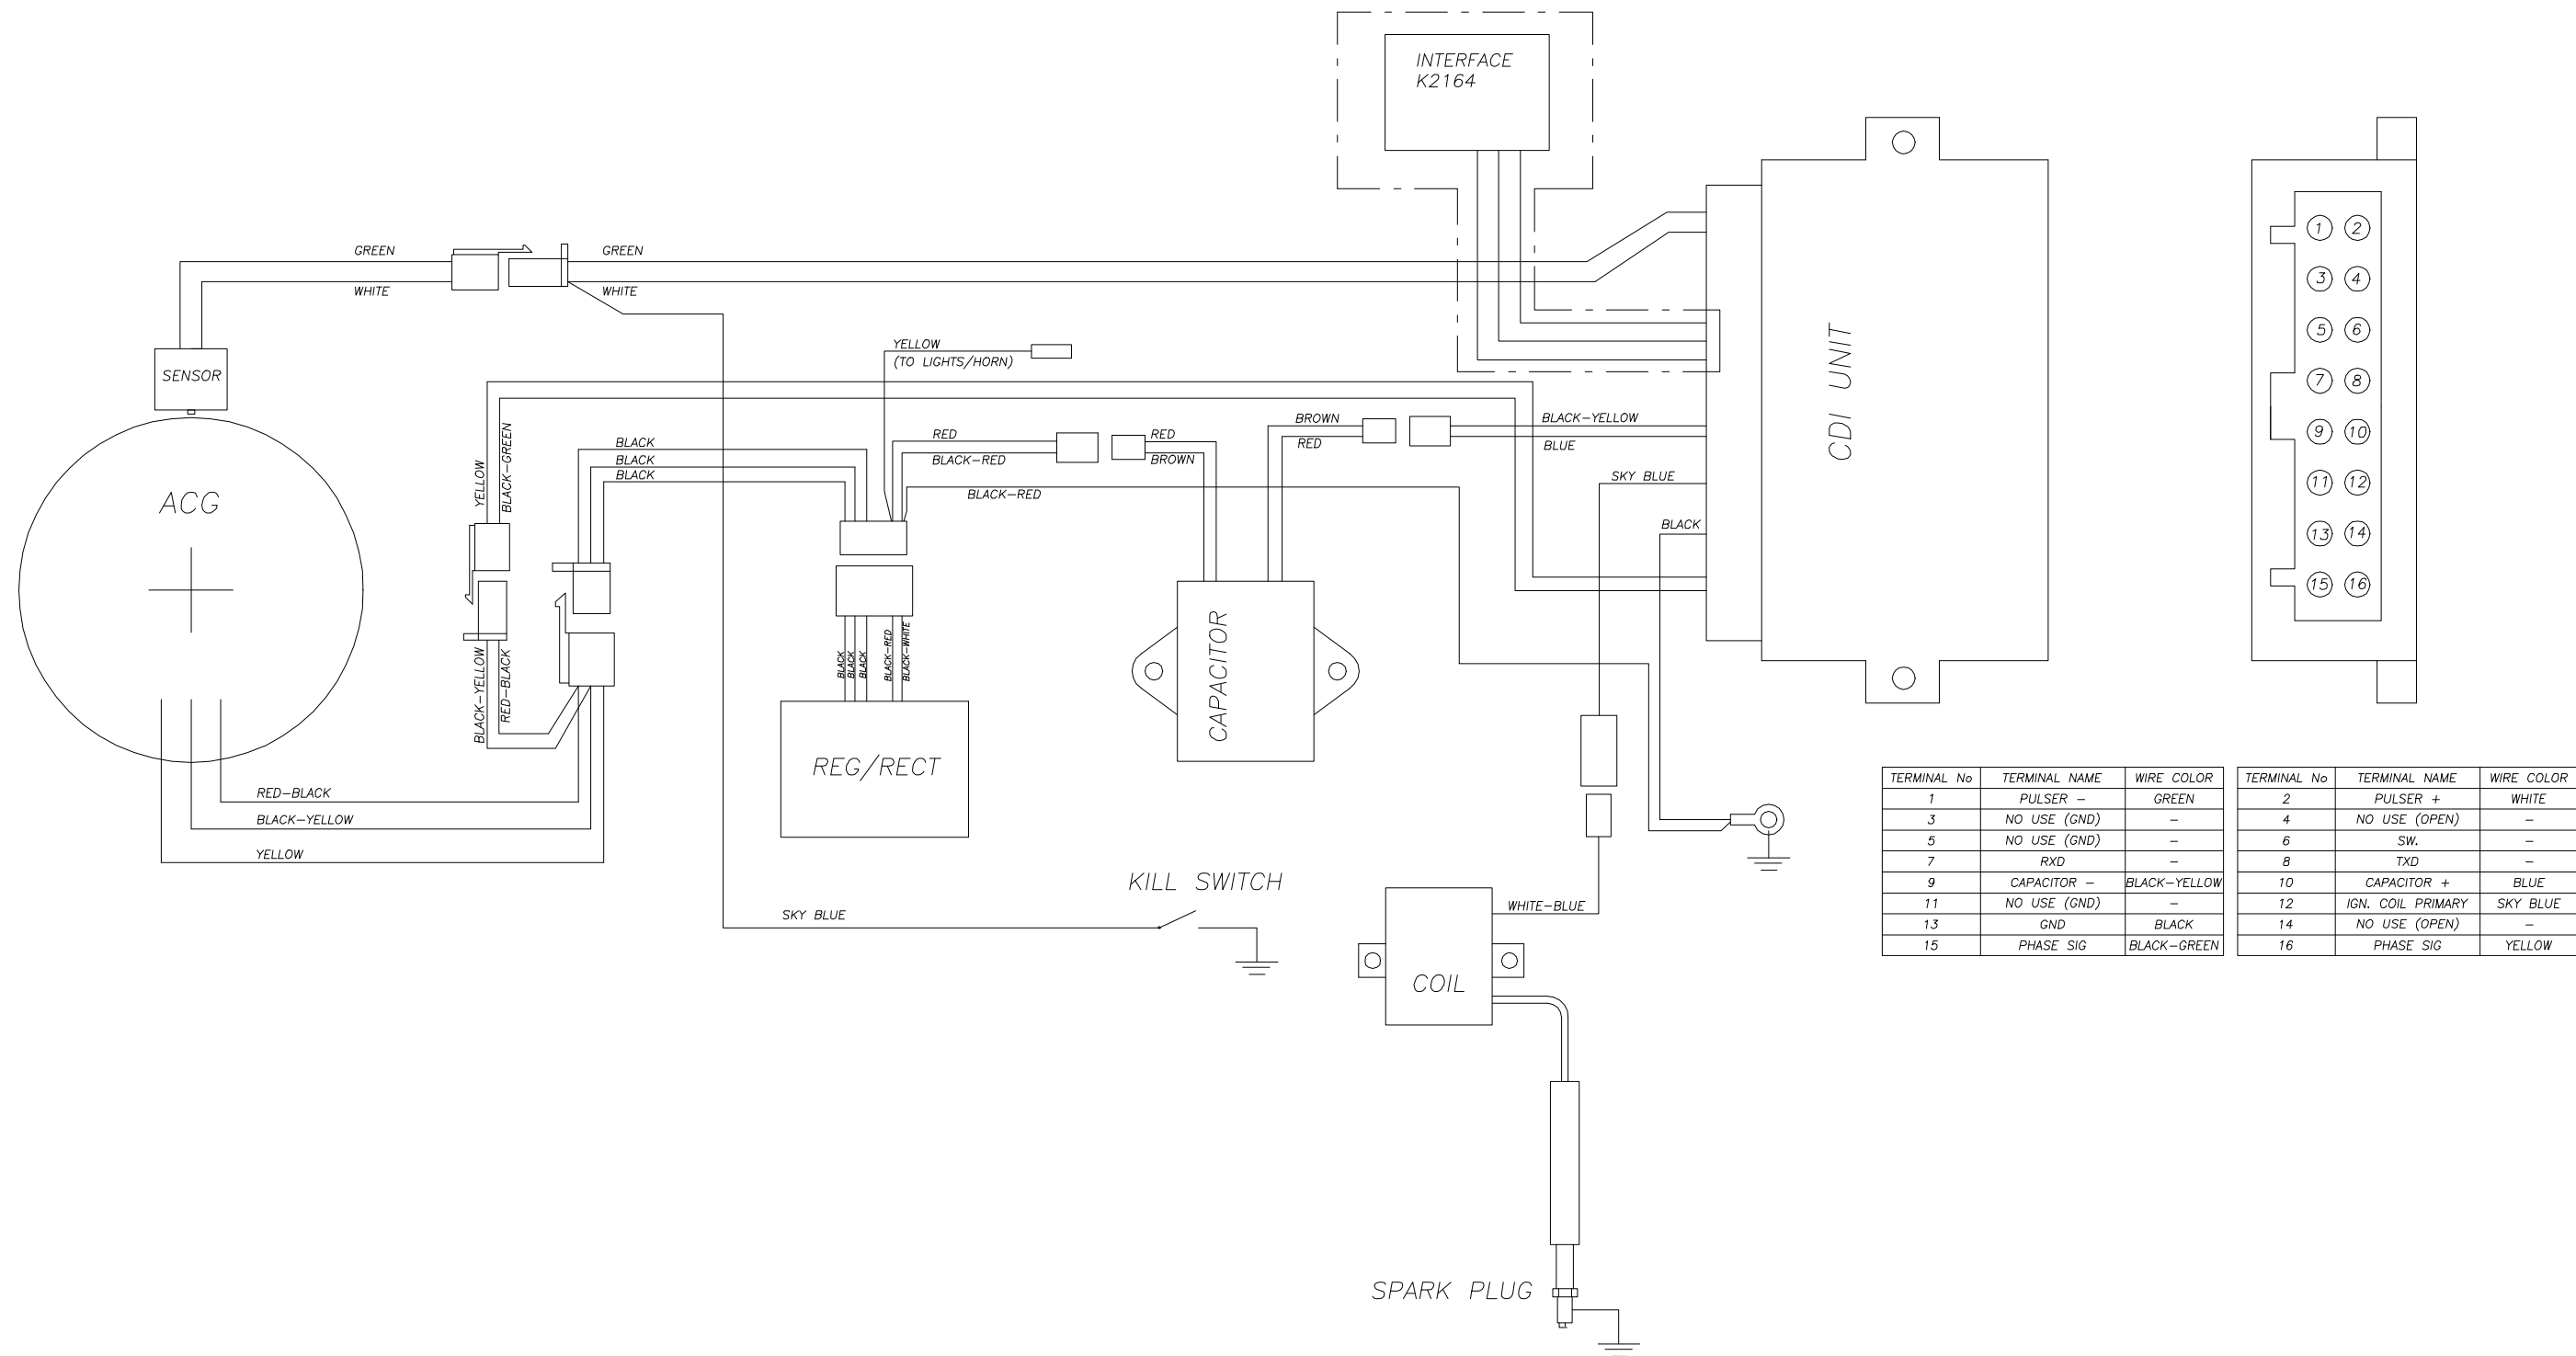 INTERFACE
K2164
GREEN
GREEN
WHITE
WHITE
SENSOR
YELLOW
(TO LIGHTS/HORN)
CDI UNIT
1 2
3 4
5 6
7 8
9 10
11 12
13 14
15 16
YELLOW
BLACK-GREEN
BLACK
BLACK
BLACK
RED
BLACK-RED
RED
BROWN
BROWN
RED
BLACK-YELLOW
BLUE
BLACK-RED
SKY BLUE
BLACK
ACG
BLACK-YELLOW
RED-BLACK
BLACK
BLACK
BLACK
BLACK-RED
BLACK-WHITE
CAPACITOR
REG/RECT
RED-BLACK
BLACK-YELLOW
YELLOW
KILL SWITCH
SKY BLUE
WHITE-BLUE
COIL
SPARK PLUG
TERMINAL No TERMINAL NAME WIRE COLOR TERMINAL No TERMINAL NAME WIRE COLOR
1 PULSER - GREEN 2 PULSER + WHITE
3 NO USE (GND) - 4 NO USE (OPEN) -
5 NO USE (GND) - 6 SW. -
7 RXD - 8 TXD -
9 CAPACITOR - BLACK-YELLOW 10 CAPACITOR + BLUE
11 NO USE (GND) - 12 IGN. COIL PRIMARY SKY BLUE
13 GND BLACK 14 NO USE (OPEN) -
15 PHASE SIG BLACK-GREEN 16 PHASE SIG YELLOW